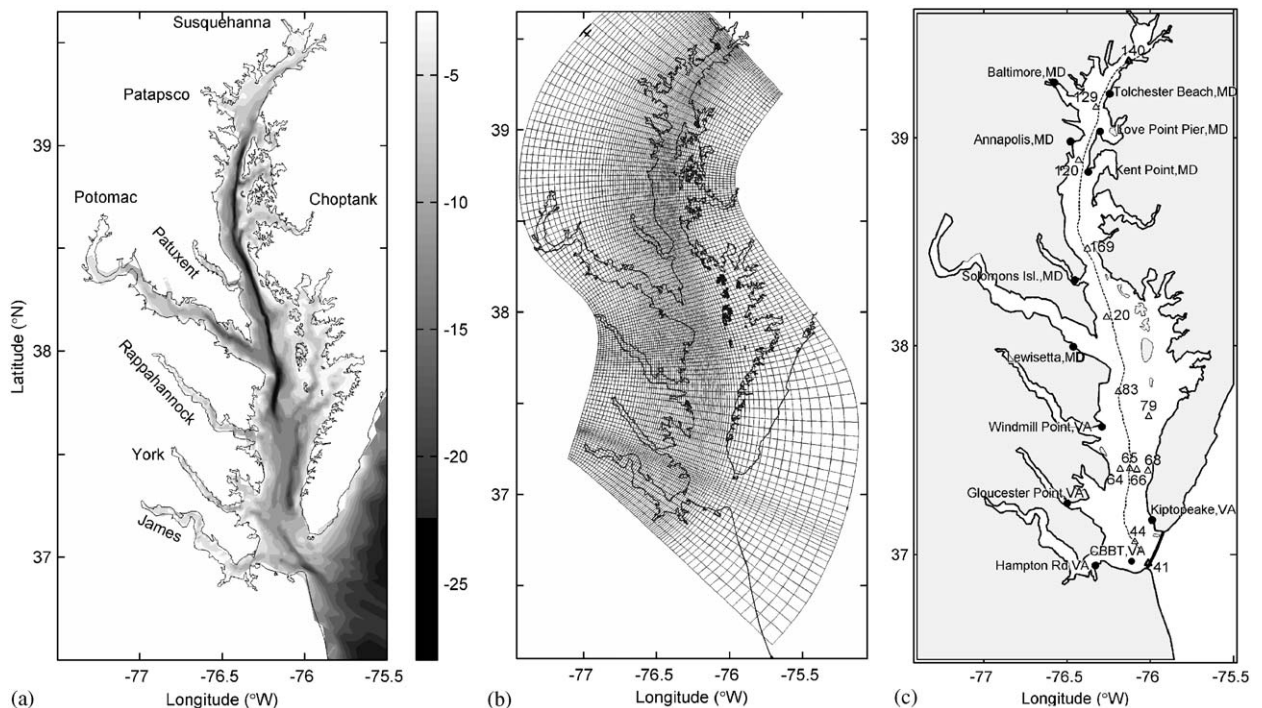 Susquehanna
Patapsco
Potomac
Choptank
Patuxent
Rappahannock
York
James
39
38
37
Latitude (°N)
-77
-76.5
-76
-75.5
Longitude (°W)
(a)
-5
-10
-15
-20
-25
39
38
37
-77
-76.5
-76
-75.5
Longitude (°W)
(b)
140
Baltimore,MD
129
Tolchester Beach,MD
Annapolis,MD
Love Point Pier,MD
120
Kent Point,MD
159
Solomons Isl.,MD
20
Lewisetta,MD
83
79
Windmill Point,VA
65
68
64
66
Gloucester Point VA
Kiptopeake,VA
44
CBBT,VA
Hampton Rd VA
41
39
38
37
-77
-76.5
-76
-75.5
Longitude (°W)
(c)